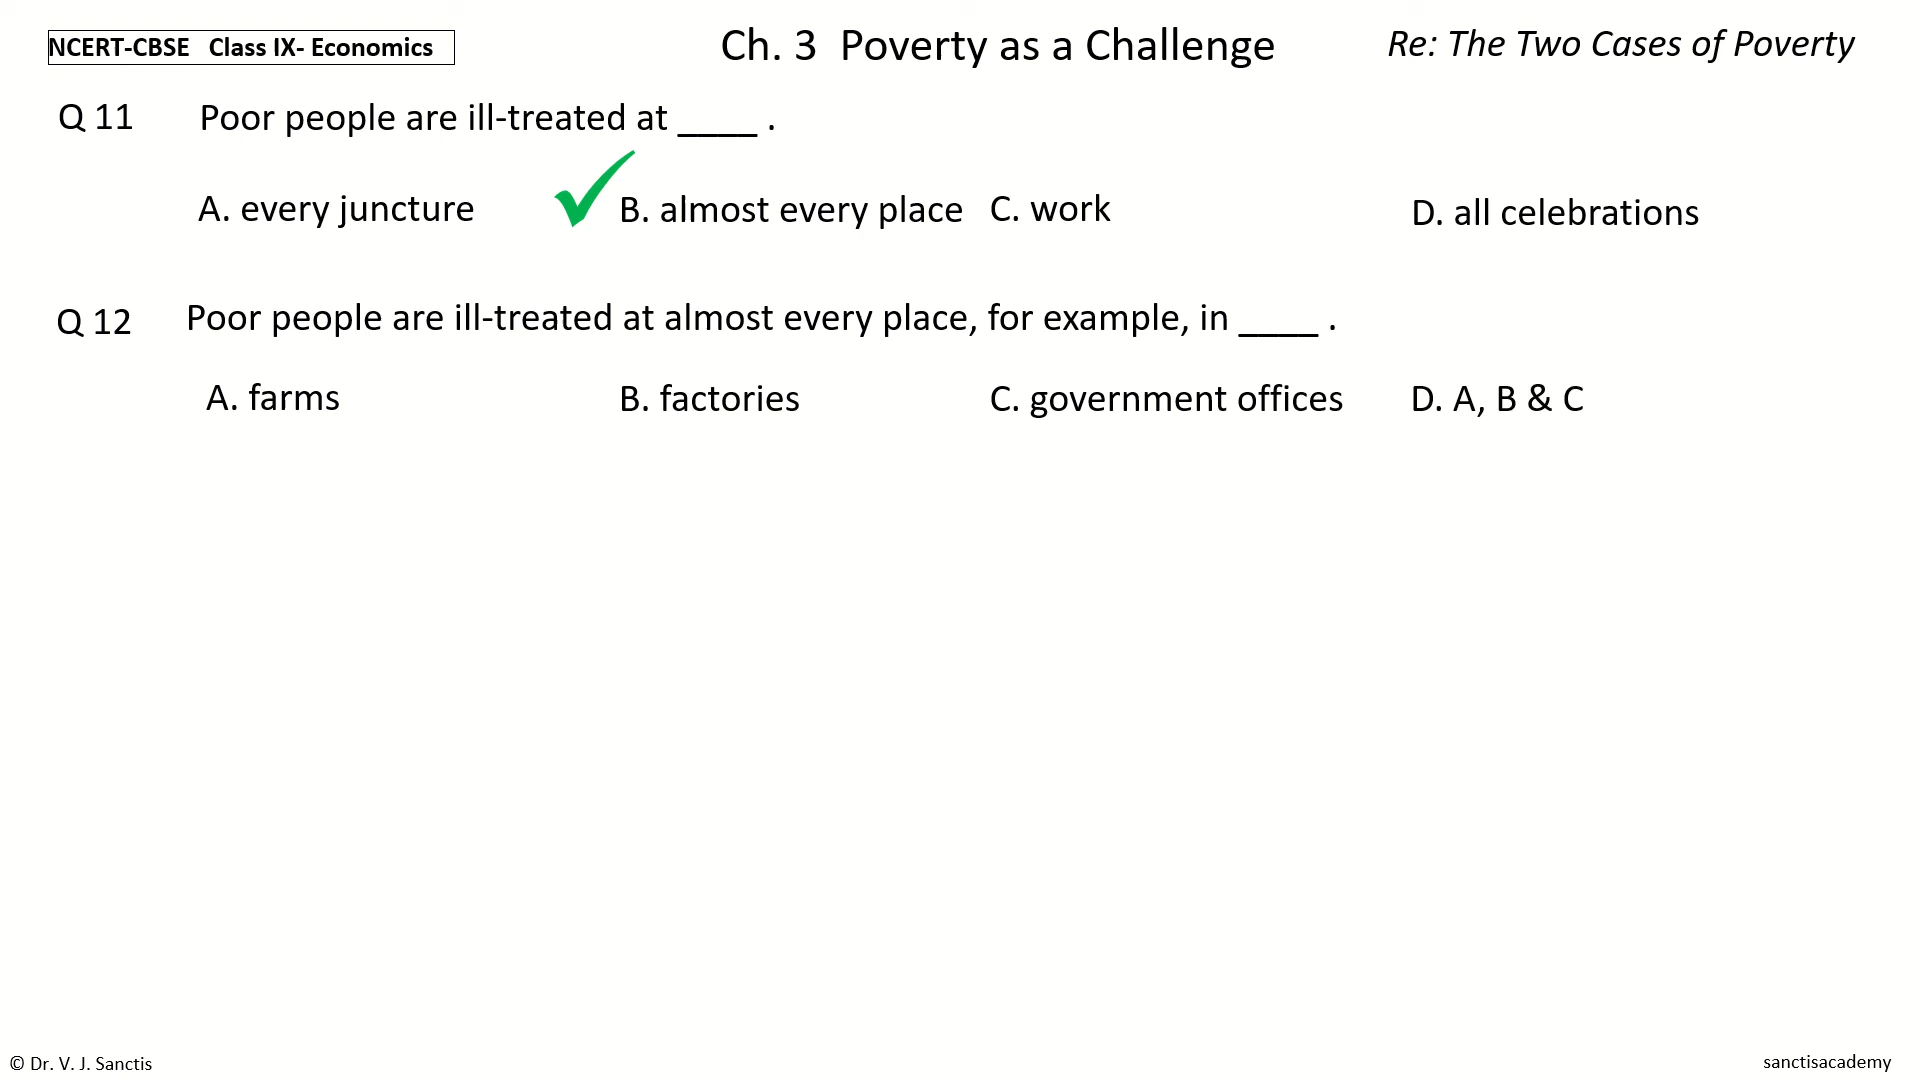 NCERT-CBSE Class IX- Economics
Ch. 3 Poverty as a Challenge
Re: The Two Cases of Poverty
Q 11 Poor people are ill-treated at ____ .
A. every juncture B. almost every place C. work D. all celebrations
Q 12 Poor people are ill-treated at almost every place, for example, in ____ .
A. farms B. factories C. government offices D. A, B & C
© Dr. V. J. Sanctis
sanctisacademy